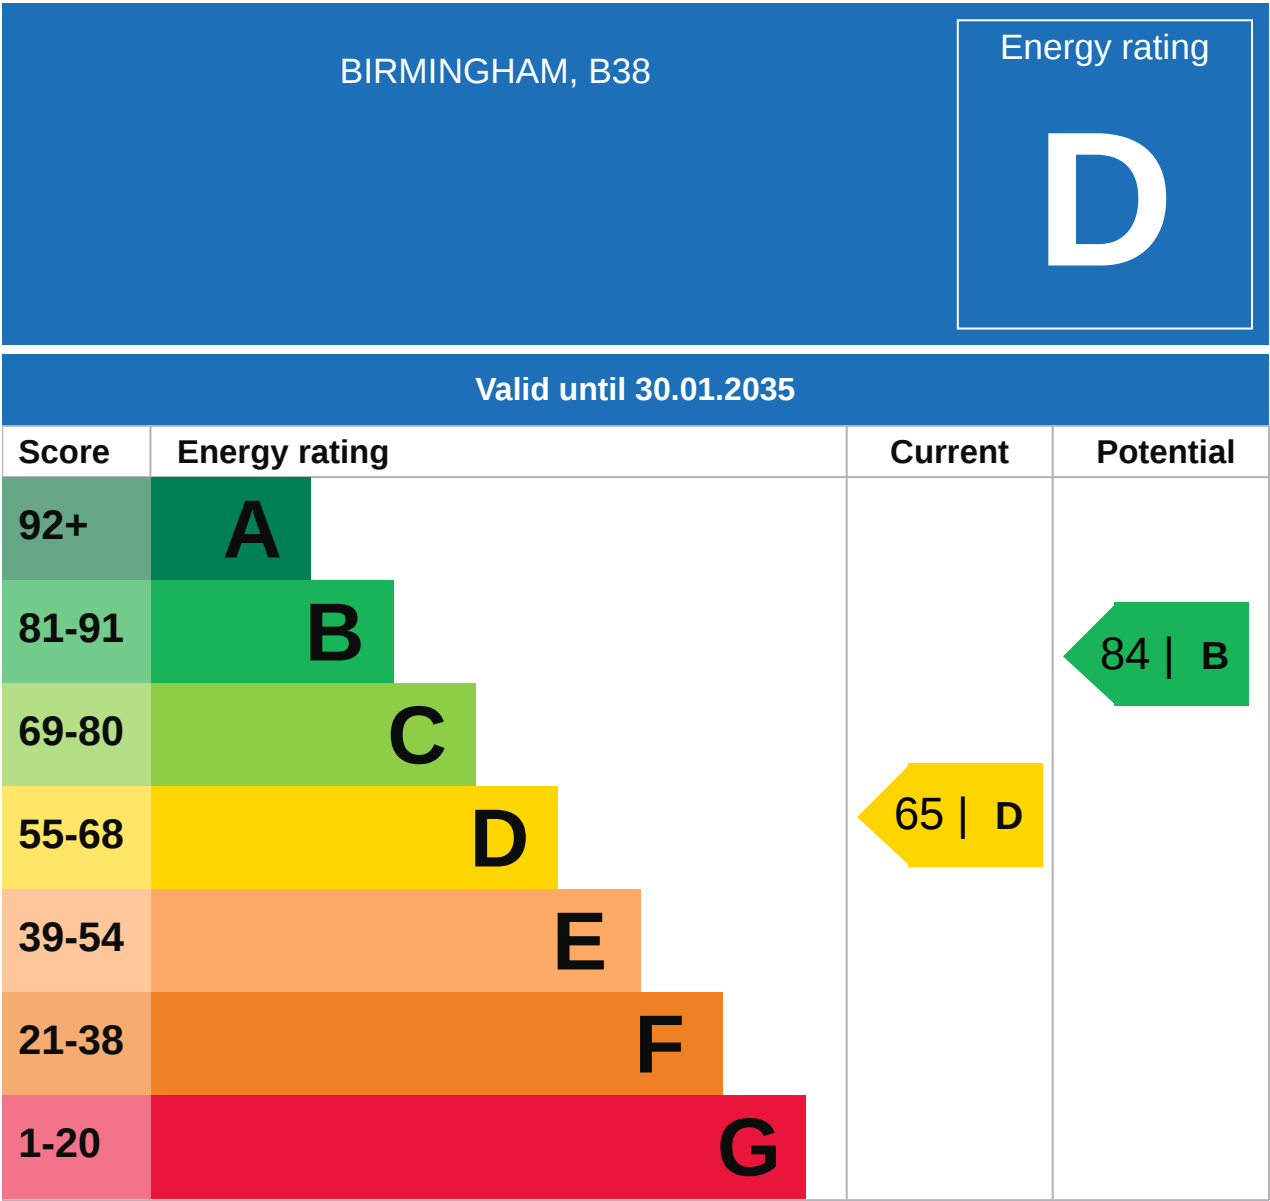 BIRMINGHAM, B38
Energy rating
D
Valid until 30.01.2035
Score Energy rating Current Potential
92+ A
81-91 B
84 | B
69-80 C
55-68 D
65 | D
39-54 E
21-38 F
1-20 G